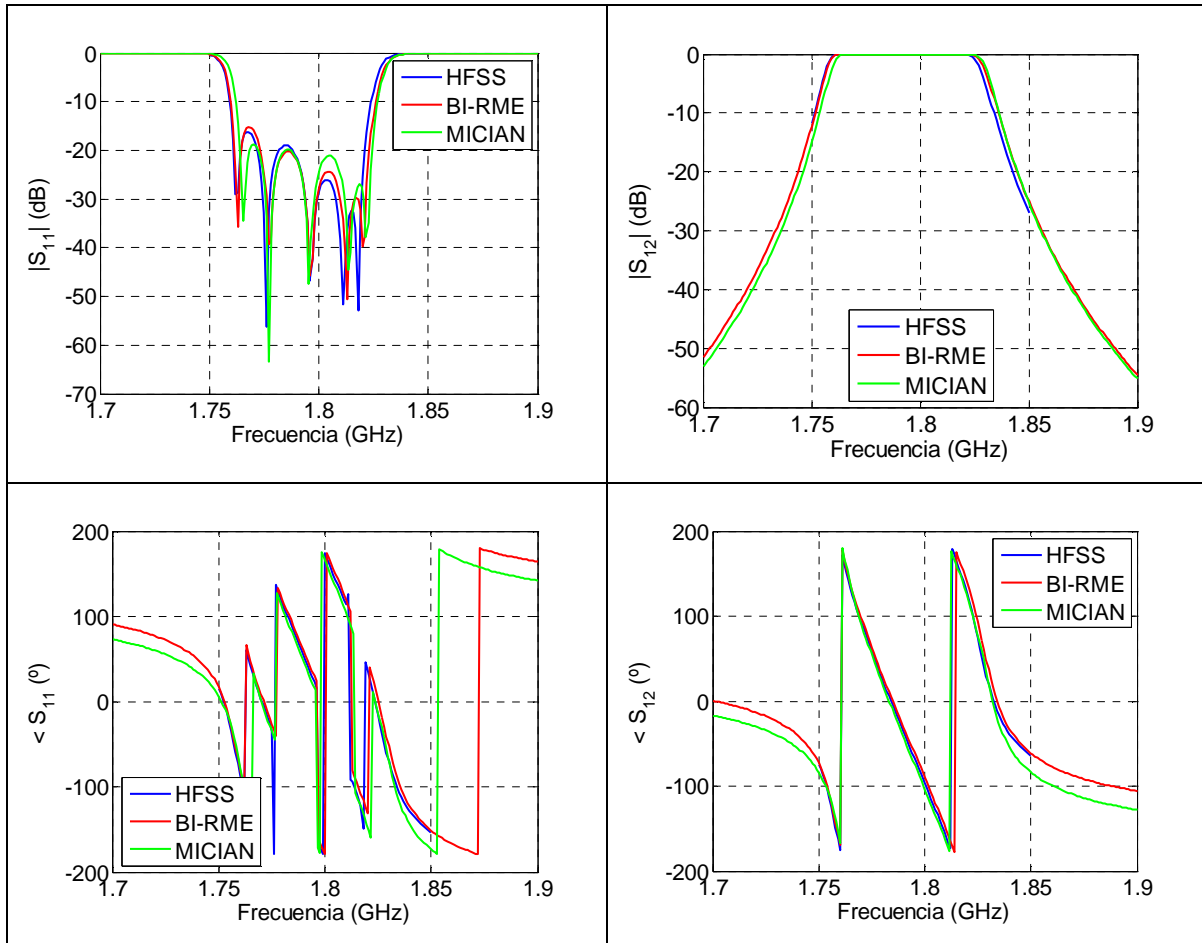 0
-10
-20
-30
-40
-50
-60
-70
|S11| (dB)
1.7
1.75
1.8
1.85
1.9
Frecuencia (GHz)
HFSS
BI-RME
MICIAN
0
-10
-20
-30
-40
-50
-60
|S12| (dB)
1.7
1.75
1.8
1.85
1.9
Frecuencia (GHz)
HFSS
BI-RME
MICIAN
200
100
0
-100
-200
< S11 (º)
1.7
1.75
1.8
1.85
1.9
Frecuencia (GHz)
HFSS
BI-RME
MICIAN
200
100
0
-100
-200
< S12 (º)
1.7
1.75
1.8
1.85
1.9
Frecuencia (GHz)
HFSS
BI-RME
MICIAN